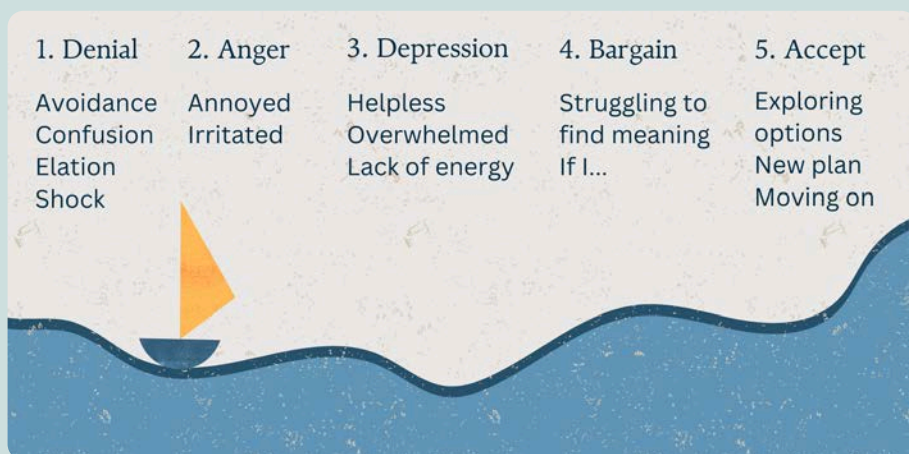 1. Denial
Avoidance
Confusion
Elation
Shock
2. Anger
Annoyed
Irritated
3. Depression
Helpless
Overwhelmed
Lack of energy
4. Bargain
Struggling to
find meaning
If I...
5. Accept
Exploring
options
New plan
Moving on